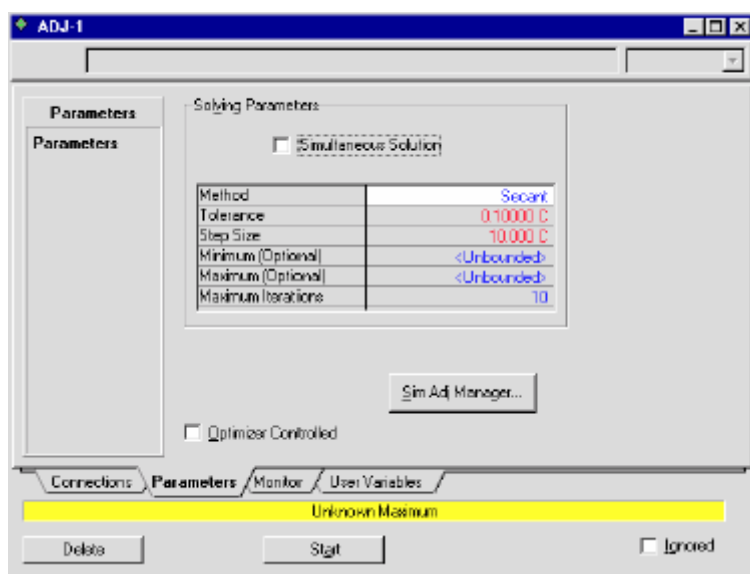 ADJ-1
Parameters
Parameters
Solving Parameters
Simultaneous Solution
Method Secant
Tolerance 0.10000 C
Step Size 10.000 C
Minimum (Optional) <Unbounded>
Maximum (Optional) <Unbounded>
Maximum Iterations 10
Sim Adj Manager...
Optimizer Controlled
Connections Parameters Monitor User Variables
Unknown Maximum
Delete Start Ignored